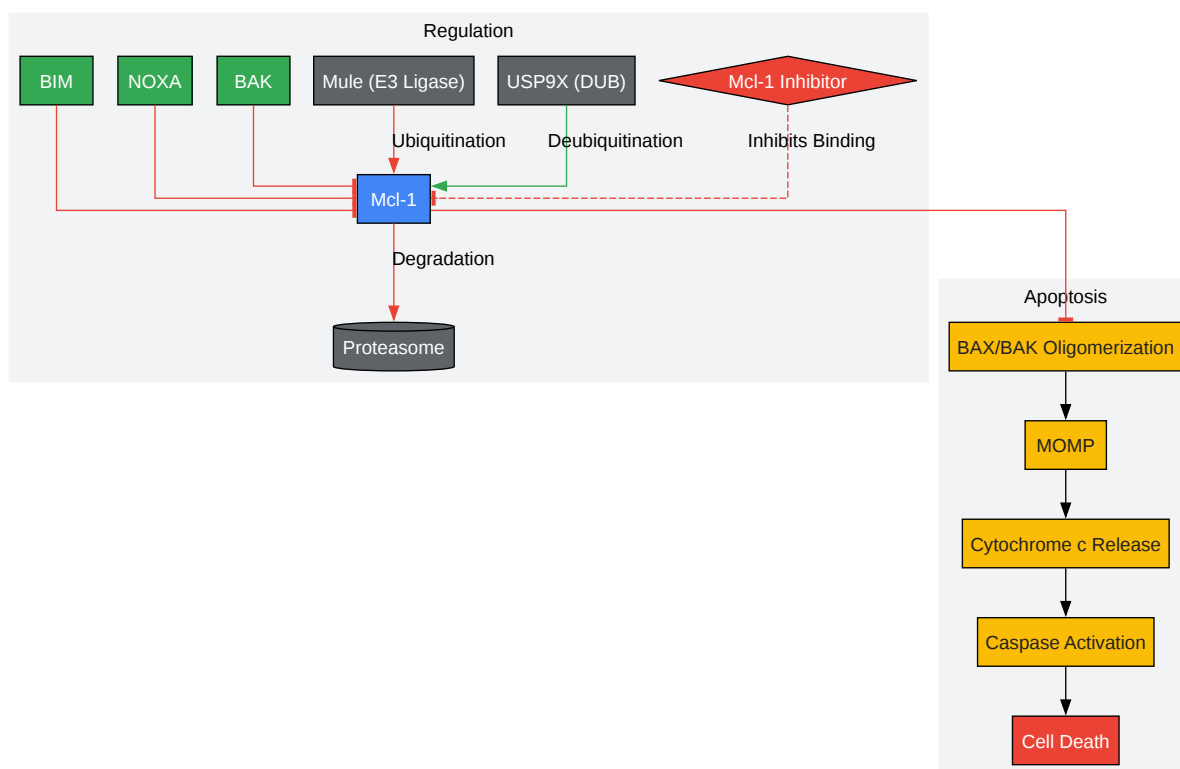 Regulation
BIM
NOXA
BAK
Mule (E3 Ligase)
USP9X (DUB)
Mcl-1 Inhibitor
Ubiquitination
Deubiquitination
Inhibits Binding
Mcl-1
Degradation
Proteasome
Apoptosis
BAX/BAK Oligomerization
MOMP
Cytochrome c Release
Caspase Activation
Cell Death